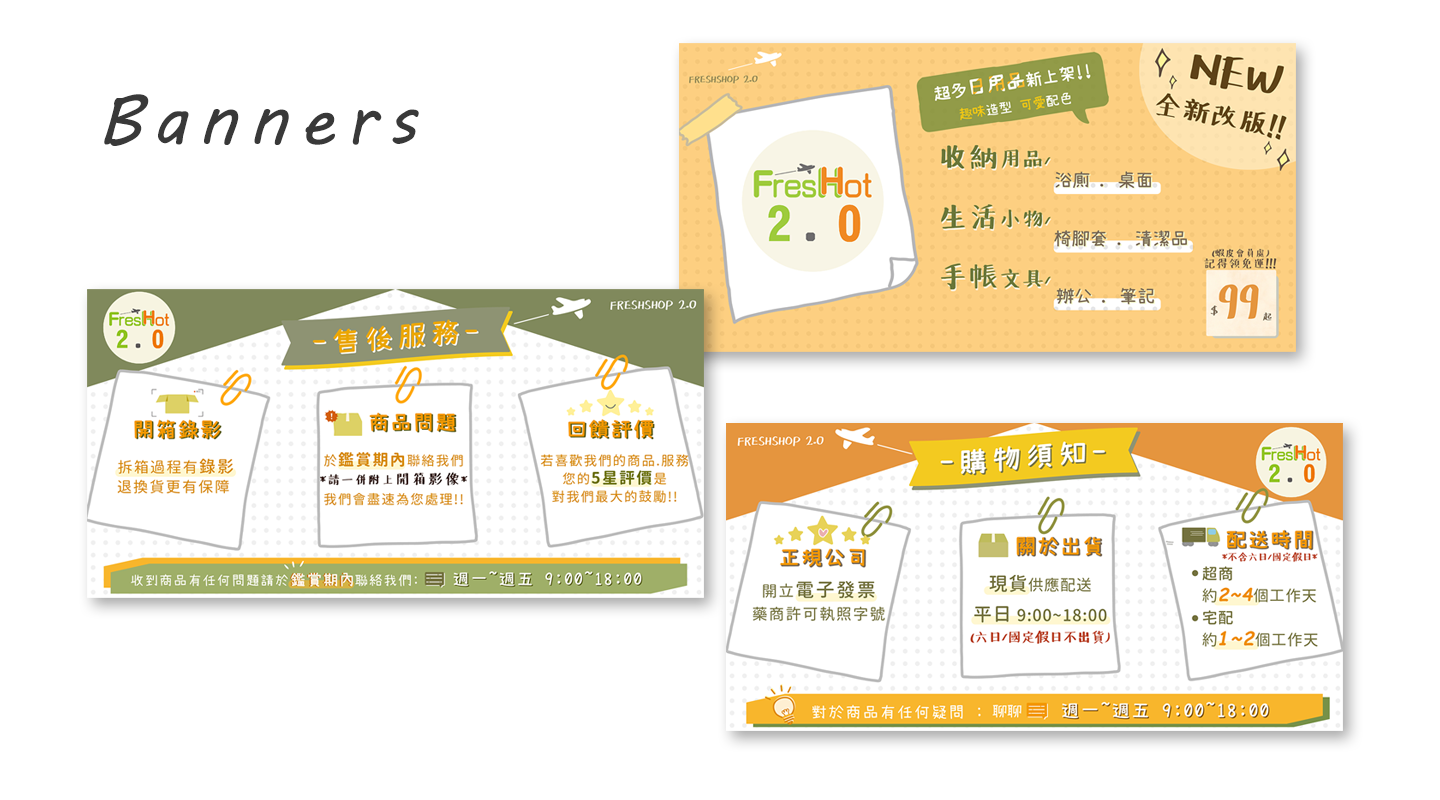 Banners
FRESHSHOP 2.0
FresHot
2.0
超多日用品新上架!!
趣味造型 可愛配色
NEW
全新改版!!
收納用品/
浴廁 . 桌面
生活小物/
椅腳套 . 清潔品
手帳文具/
辦公 . 筆記
(蝦皮會員處)
記得領免運!!!
$99起
FresHot
2.0
-售後服務-
FRESHSHOP 2.0
開箱錄影
拆箱過程有錄影
退換貨更有保障
商品問題
於鑑賞期內聯絡我們
*請一併附上開箱影像*
我們會盡速為您處理!!
回饋評價
若喜歡我們的商品.服務
您的5星評價是
對我們最大的鼓勵!!
收到商品有任何問題請於鑑賞期內聯絡我們: 週一~週五 9:00~18:00
FRESHSHOP 2.0
-購物須知-
FresHot
2.0
正規公司
開立電子發票
藥商許可執照字號
關於出貨
現貨供應配送
平日 9:00~18:00
(六日/國定假日不出貨)
配送時間
*不含六日/國定假日*
•超商
約2~4個工作天
•宅配
約1~2個工作天
對於商品有任何疑問 : 聊聊 週一~週五 9:00~18:00